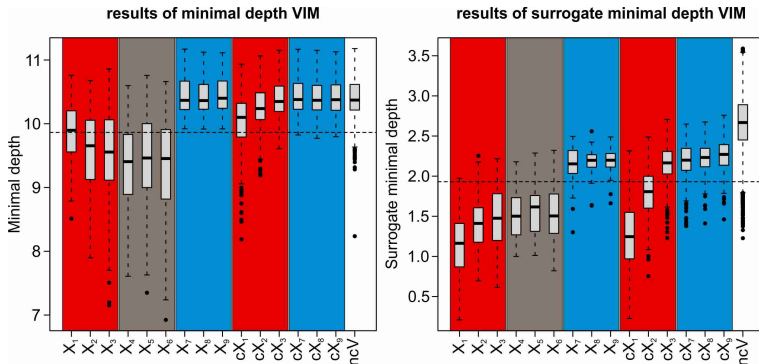 results of minimal depth VIM
Minimal depth
11
10
9
8
7
X1
X2
X3
X4
X5
X6
X7
X8
X9
cX1
cX2
cX3
cX7
cX8
cX9
ncV
results of surrogate minimal depth VIM
Surrogate minimal depth
3.5
3.0
2.5
2.0
1.5
1.0
0.5
X1
X2
X3
X4
X5
X6
X7
X8
X9
cX1
cX2
cX3
cX7
cX8
cX9
ncV